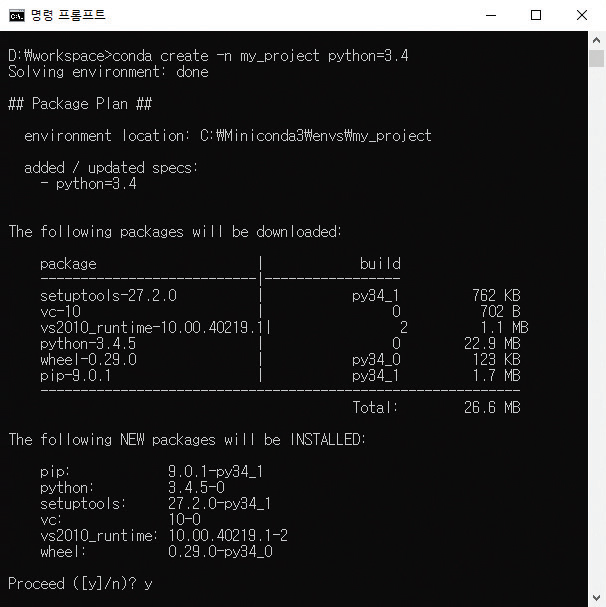 명령 프롬프트
D:₩workspace>conda create -n my_project python=3.4
Solving environment: done
## Package Plan ##
environment location: C:₩Miniconda3₩envs₩my_project
added / updated specs:
- python=3.4
The following packages will be downloaded:
package | build
---------------------------|-----------------
setuptools-27.2.0 | py34_1 762 KB
vc-10 | 0 702 B
vs2010_runtime-10.00.40219.1| 2 1.1 MB
python-3.4.5 | 0 22.9 MB
wheel-0.29.0 | py34_0 123 KB
pip-9.0.1 | py34_1 1.7 MB
------------------------------------------------------------
Total: 26.6 MB
The following NEW packages will be INSTALLED:
pip: 9.0.1-py34_1
python: 3.4.5-0
setuptools: 27.2.0-py34_1
vc: 10-0
vs2010_runtime: 10.00.40219.1-2
wheel: 0.29.0-py34_0
Proceed ([y]/n)? y